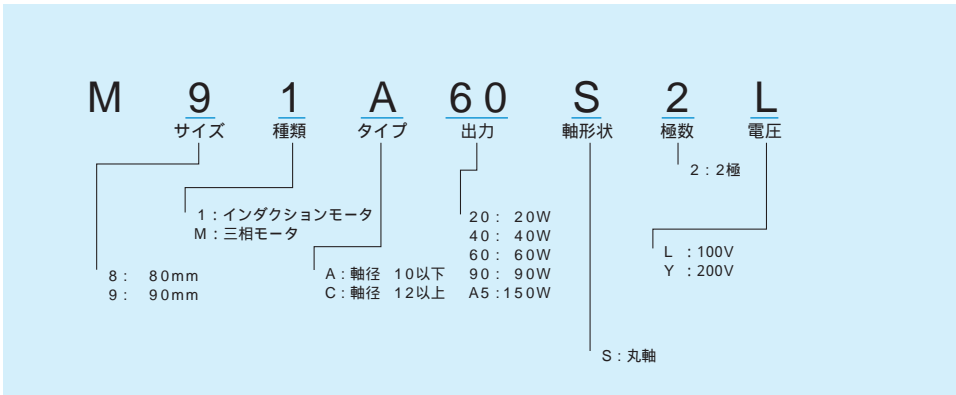 M 9 1 A 60 S 2 L
サイズ 種類 タイプ 出力 軸形状 極数 電圧
2:2極
1:インダクションモータ
M:三相モータ
20: 20W
40: 40W
60: 60W
90: 90W
A5:150W
L :100V
Y :200V
8: 80mm
9: 90mm
A:軸径 10以下
C:軸径 12以上
S:丸軸